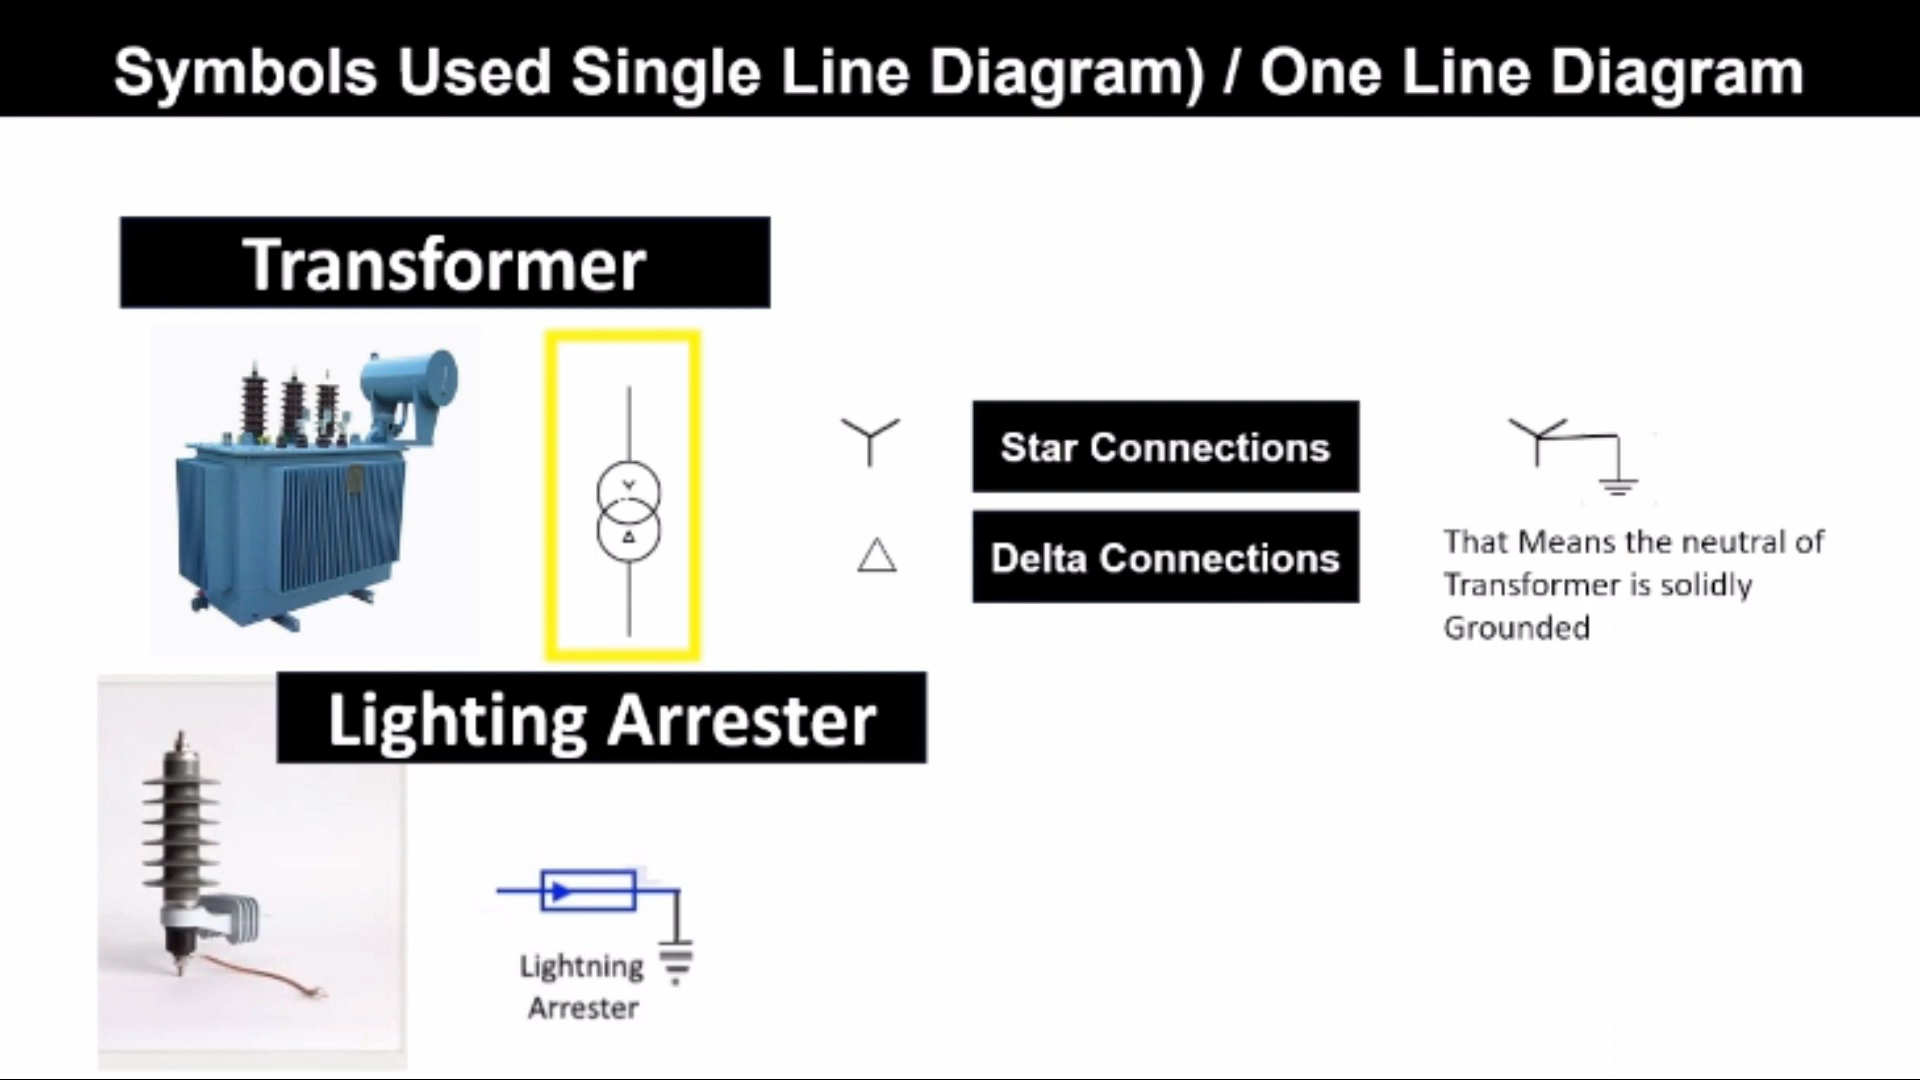 Symbols Used Single Line Diagram) / One Line Diagram
Transformer
Star Connections
Delta Connections
That Means the neutral of
Transformer is solidly
Grounded
Lighting Arrester
Lightning
Arrester